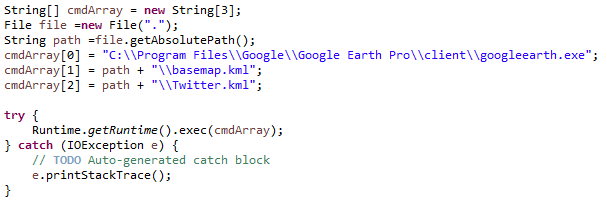 String[] cmdArray = new String[3];
File file =new File(".");
String path =file.getAbsolutePath();
cmdArray[0] = "C:\\Program Files\\Google\\Google Earth Pro\\client\\googleearth.exe";
cmdArray[1] = path + "\\basemap.kml";
cmdArray[2] = path + "\\Twitter.kml";
try {
Runtime.getRuntime().exec(cmdArray);
} catch (IOException e) {
// TODO Auto-generated catch block
e.printStackTrace();
}